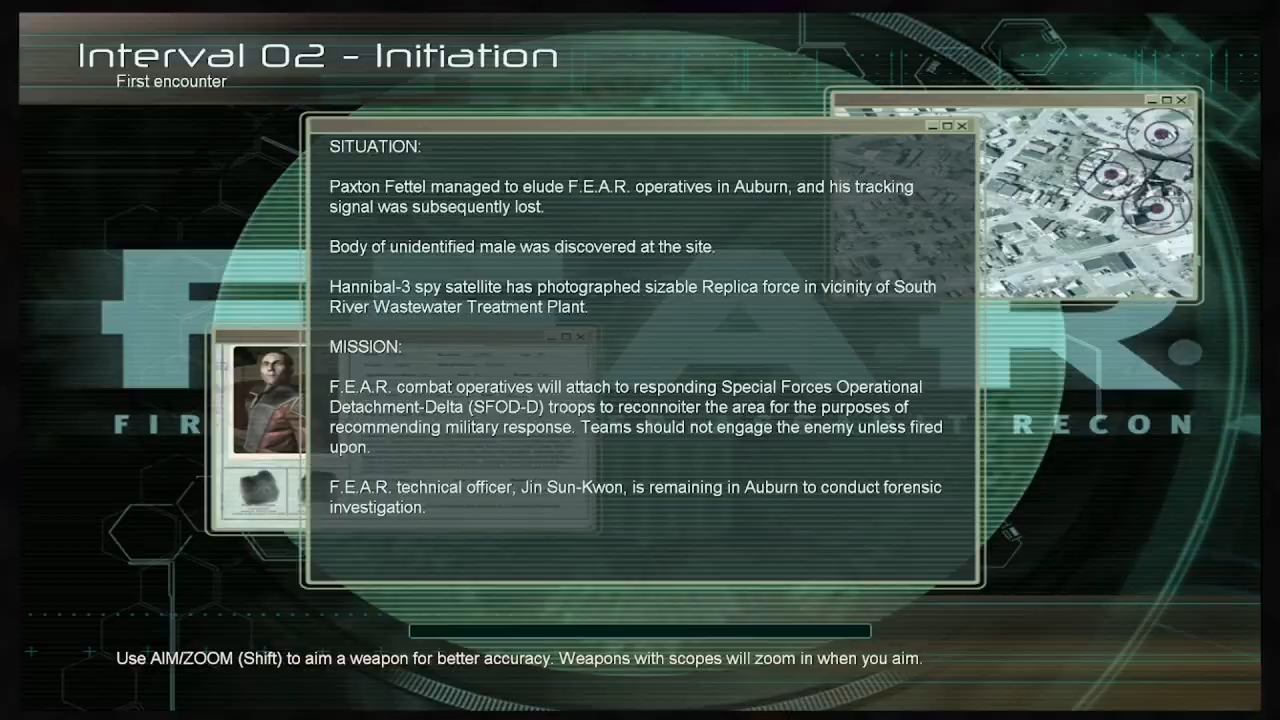 Interval 02 - Initiation
First encounter
SITUATION:
Paxton Fettel managed to elude F.E.A.R. operatives in Auburn, and his tracking
signal was subsequently lost.
Body of unidentified male was discovered at the site.
Hannibal-3 spy satellite has photographed sizable Replica force in vicinity of South
River Wastewater Treatment Plant.
MISSION:
F.E.A.R. combat operatives will attach to responding Special Forces Operational
Detachment-Delta (SFOD-D) troops to reconnoiter the area for the purposes of
recommending military response. Teams should not engage the enemy unless fired
upon.
F.E.A.R. technical officer, Jin Sun-Kwon, is remaining in Auburn to conduct forensic
investigation.
RECON
Use AIM/ZOOM (Shift) to aim a weapon for better accuracy. Weapons with scopes will zoom in when you aim.